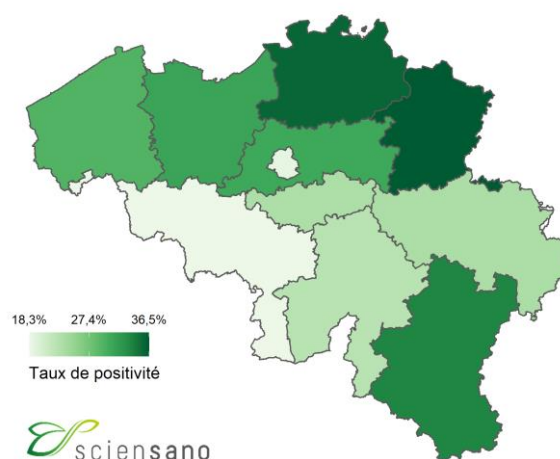 18,3% 27,4% 36,5%
Taux de positivité
sciensano